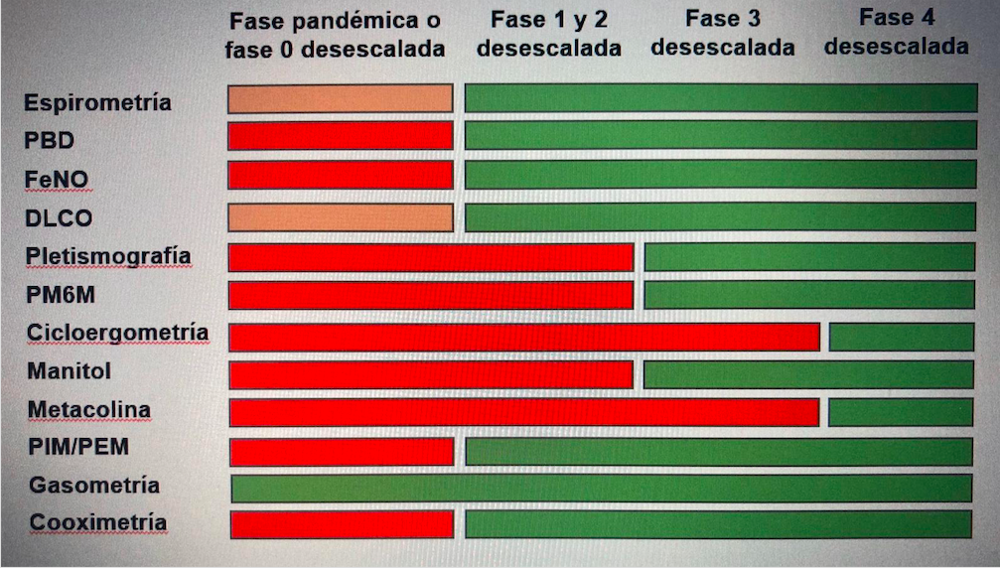 Fase pandémica o
fase 0 desescalada
Fase 1 y 2
desescalada
Fase 3
desescalada
Fase 4
desescalada
Espirometría
PBD
FeNO
DLCO
Pletismografía
PM6M
Cicloergometría
Manitol
Metacolina
PIM/PEM
Gasometría
Cooximetría